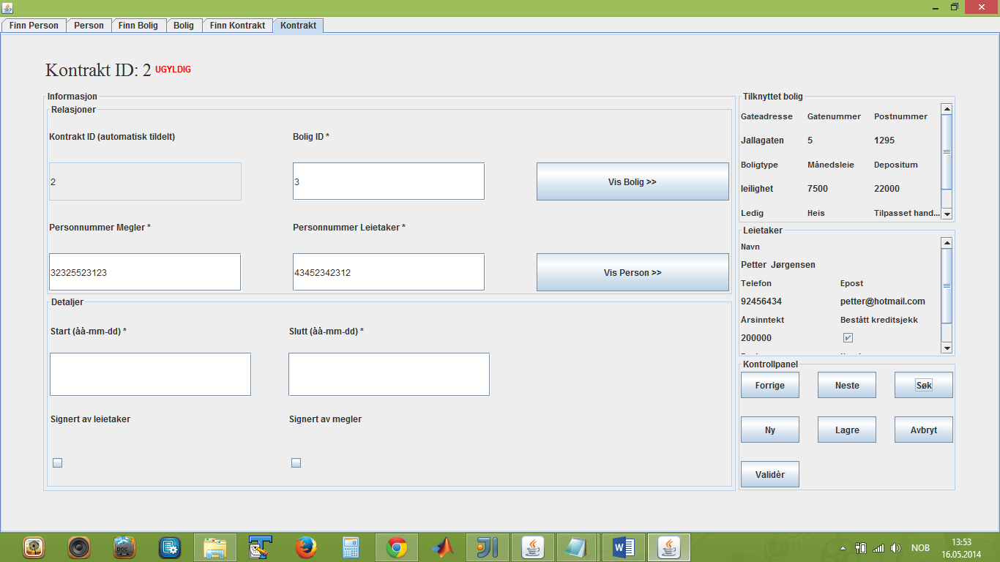 Finn Person Person Finn Bolig Bolig Finn Kontrakt Kontrakt
Kontrakt ID: 2 UGYLDIG
Informasjon
Relasjoner
Kontrakt ID (automatisk tildelt) Bolig ID *
2 3 Vis Bolig >>
Personnummer Megler * Personnummer Leietaker *
32325523123 43452342312 Vis Person >>
Detaljer
Start (åå-mm-dd) * Slutt (åå-mm-dd) *
Signert av leietaker Signert av megler
Tilknyttet bolig
Gateadresse Gatenummer Postnummer
Jallagaten 5 1295
Boligtype Månedsleie Depositum
leilighet 7500 22000
Ledig Heis Tilpasset hand...
Leietaker
Navn
Petter Jørgensen
Telefon Epost
92456434 petter@hotmail.com
Årsinntekt Bestått kreditsjekk
200000
Kontrollpanel
Forrige Neste Søk
Ny Lagre Avbryt
Validèr
DOC
NOB
13:53
16.05.2014